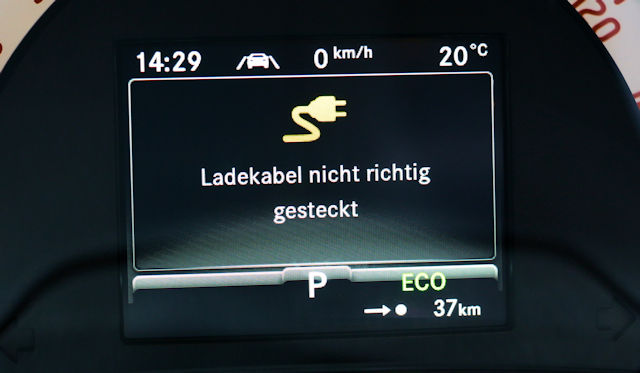 14:29 0 km/h 20°C
Ladekabel nicht richtig
gesteckt
P ECO
37km